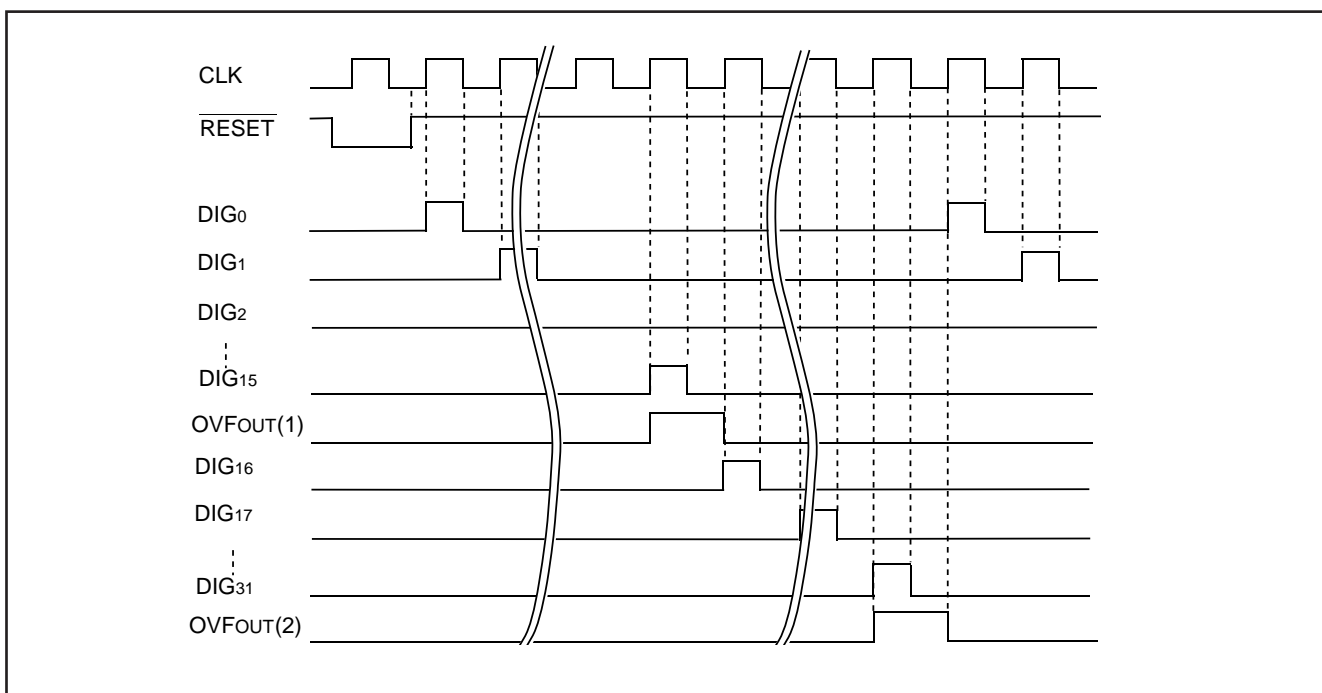 CLK
RESET
DIG0
DIG1
DIG2
DIG15
OVFOUT(1)
DIG16
DIG17
DIG31
OVFOUT(2)